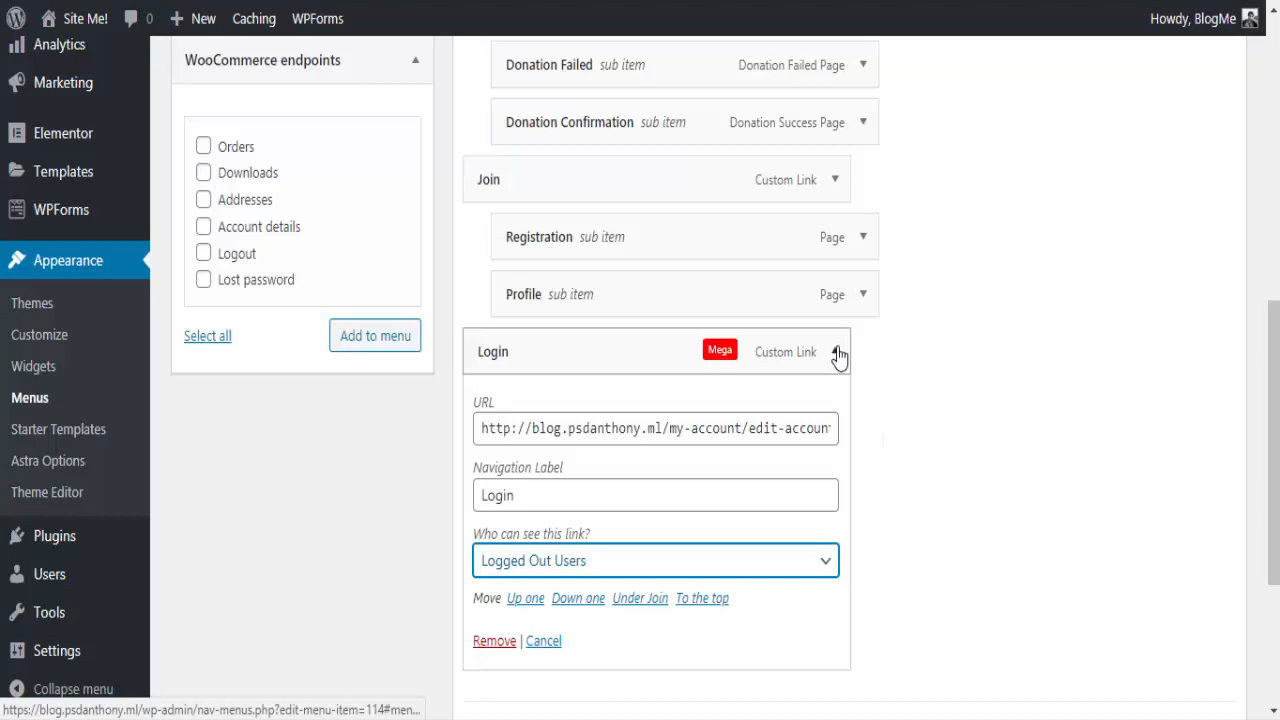 Site Me! 0 New Caching WPForms Howdy, BlogMe
Analytics
Marketing
Elementor
Templates
WPForms
Appearance
Themes
Customize
Widgets
Menus
Starter Templates
Astra Options
Theme Editor
Plugins
Users
Tools
Settings
Collapse menu
WooCommerce endpoints
Orders
Downloads
Addresses
Account details
Logout
Lost password
Select all Add to menu
Donation Failed sub item Donation Failed Page
Donation Confirmation sub item Donation Success Page
Join Custom Link
Registration sub item Page
Profile sub item Page
Login Mega Custom Link
URL
http://blog.psdanthony.ml/my-account/edit-accoun
Navigation Label
Login
Who can see this link?
Logged Out Users
Move Up one Down one Under Join To the top
Remove | Cancel
https://blog.psdanthony.ml/wp-admin/nav-menus.php?edit-menu-item=114#men...